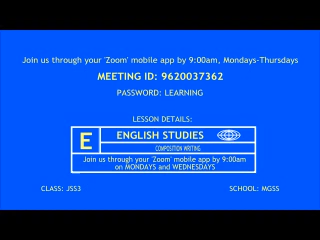 Join us through your 'Zoom' mobile app by 9:00am, Mondays-Thursdays
MEETING ID: 9620037362
PASSWORD: LEARNING
LESSON DETAILS:
E
ENGLISH STUDIES
COMPOSITION WRITING
Join us through your 'Zoom' mobile app by 9:00am
on MONDAYS and WEDNESDAYS
CLASS: JSS3
SCHOOL: MGSS